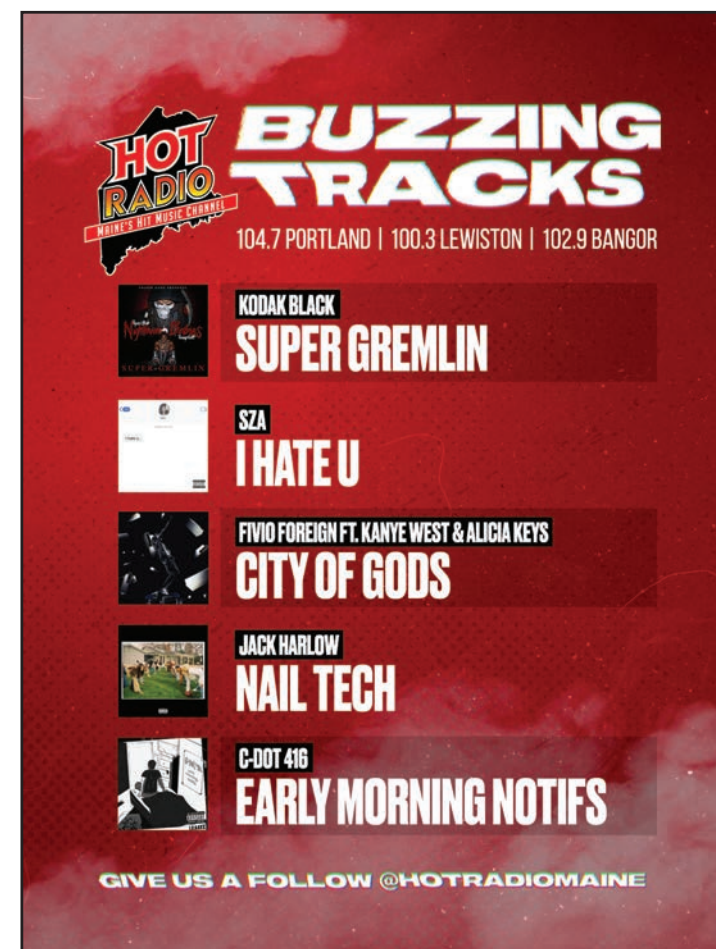 HOT
RADIO
MAINE'S HIT MUSIC CHANNEL
BUZZING
TRACKS
104.7 PORTLAND | 100.3 LEWISTON | 102.9 BANGOR
KODAK BLACK
SUPER GREMLIN
SUPER GREMLIN
SZA
I HATE U
FIVIO FOREIGN FT. KANYE WEST & ALICIA KEYS
CITY OF GODS
JACK HARLOW
NAIL TECH
C-DOT 416
EARLY MORNING NOTIFS
GIVE US A FOLLOW @HOTRADIOMAINE